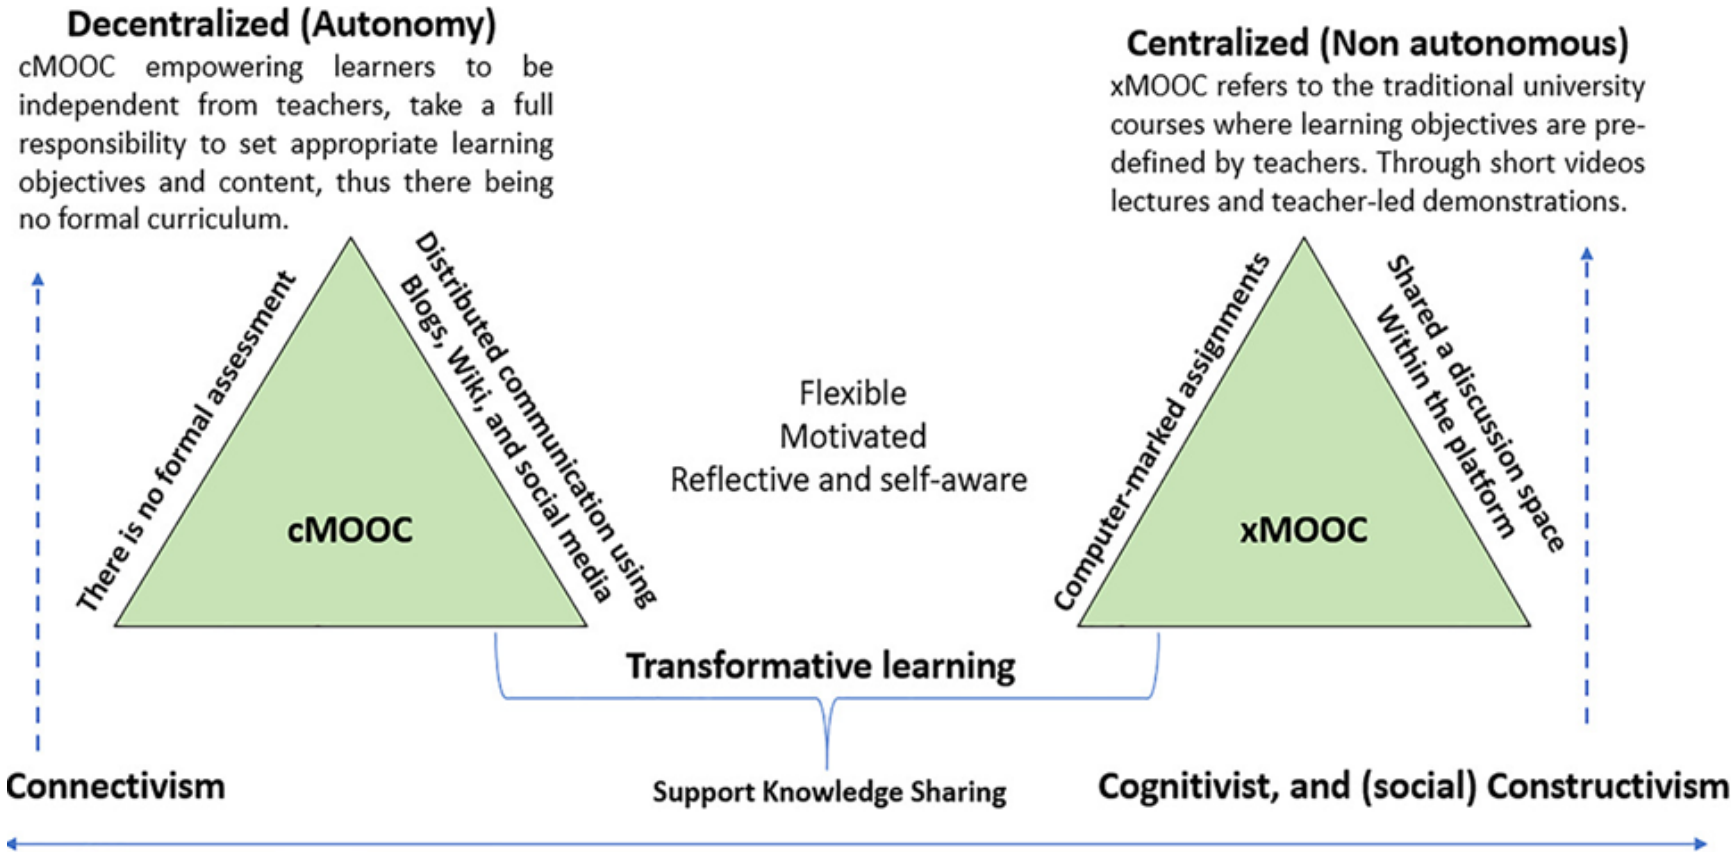 Decentralized (Autonomy)
cMOOC empowering learners to be
independent from teachers, take a full
responsibility to set appropriate learning
objectives and content, thus there being
no formal curriculum.
Centralized (Non autonomous)
xMOOC refers to the traditional university
courses where learning objectives are pre-
defined by teachers. Through short videos
lectures and teacher-led demonstrations.
There is no formal assessment
Distributed communication using
Blogs, Wiki, and social media
cMOOC
Flexible
Motivated
Reflective and self-aware
Computer-marked assignments
Shared a discussion space
Within the platform
xMOOC
Transformative learning
Connectivism
Support Knowledge Sharing
Cognitivist, and (social) Constructivism